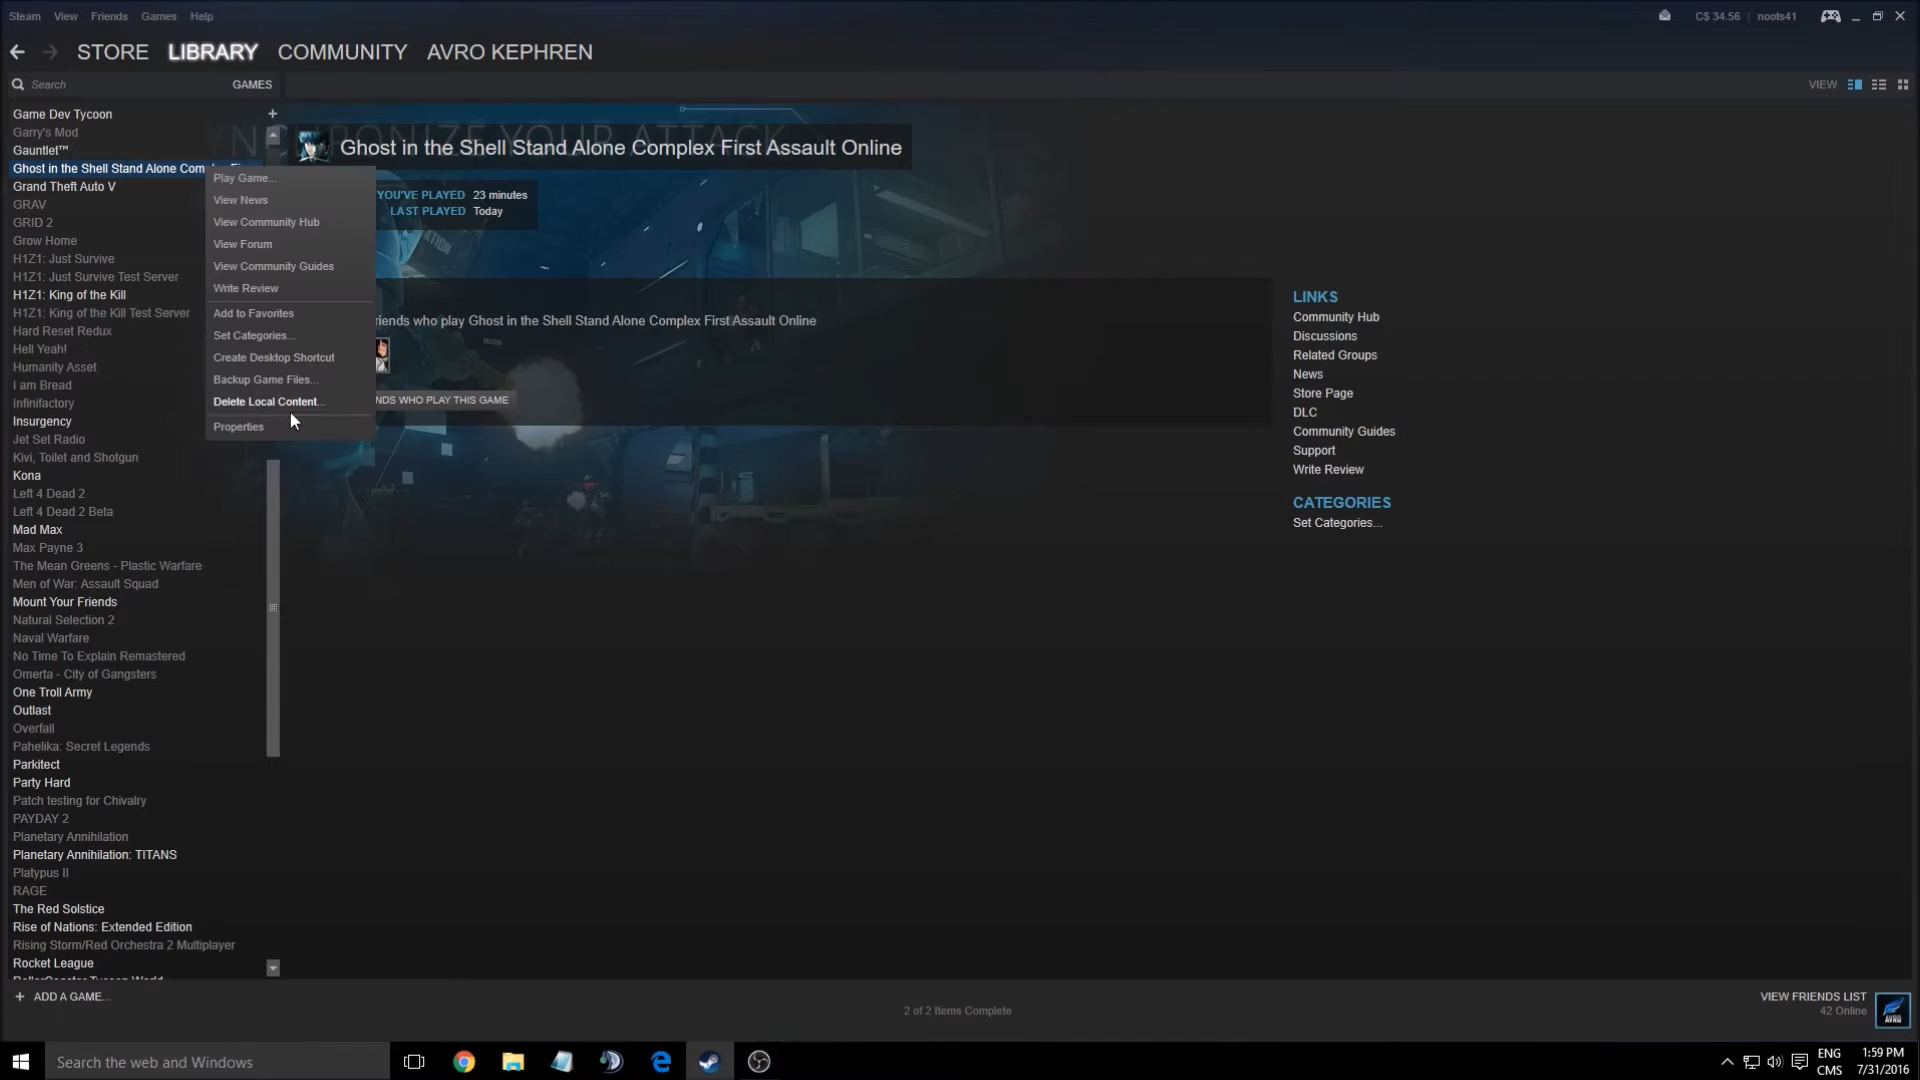 Steam View Friends Games Help
C$ 34.56 | noots41
STORE LIBRARY COMMUNITY AVRO KEPHREN
Search GAMES
VIEW
Game Dev Tycoon
Garry's Mod
Gauntlet™
Ghost in the Shell Stand Alone Com
Grand Theft Auto V
GRAV
GRID 2
Grow Home
H1Z1: Just Survive
H1Z1: Just Survive Test Server
H1Z1: King of the Kill
H1Z1: King of the Kill Test Server
Hard Reset Redux
Hell Yeah!
Humanity Asset
I am Bread
Infinifactory
Insurgency
Jet Set Radio
Kivi, Toilet and Shotgun
Kona
Left 4 Dead 2
Left 4 Dead 2 Beta
Mad Max
Max Payne 3
The Mean Greens - Plastic Warfare
Men of War: Assault Squad
Mount Your Friends
Natural Selection 2
Naval Warfare
No Time To Explain Remastered
Omerta - City of Gangsters
One Troll Army
Outlast
Overfall
Pahelika: Secret Legends
Parkitect
Party Hard
Patch testing for Chivalry
PAYDAY 2
Planetary Annihilation
Planetary Annihilation: TITANS
Platypus II
RAGE
The Red Solstice
Rise of Nations: Extended Edition
Rising Storm/Red Orchestra 2 Multiplayer
Rocket League
RollerCoaster Tycoon World
+ ADD A GAME...
Play Game...
View News
View Community Hub
View Forum
View Community Guides
Write Review
Add to Favorites
Set Categories...
Create Desktop Shortcut
Backup Game Files...
Delete Local Content...
Properties
YNCHRONIZE YOUR ATTACK
Ghost in the Shell Stand Alone Complex First Assault Online
YOU'VE PLAYED 23 minutes
LAST PLAYED Today
riends who play Ghost in the Shell Stand Alone Complex First Assault Online
NDS WHO PLAY THIS GAME
LINKS
Community Hub
Discussions
Related Groups
News
Store Page
DLC
Community Guides
Support
Write Review
CATEGORIES
Set Categories...
2 of 2 Items Complete
VIEW FRIENDS LIST
42 Online
AVRO
Search the web and Windows
ENG
CMS
1:59 PM
7/31/2016